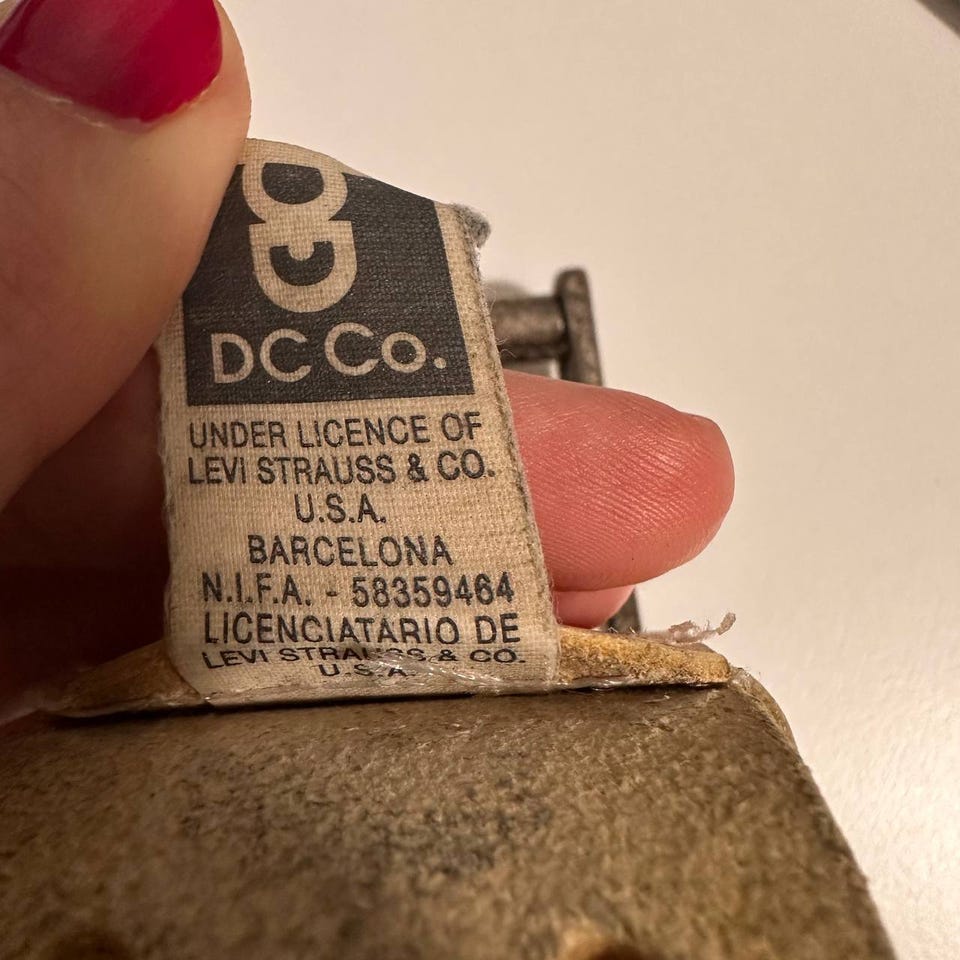 DC Co.
UNDER LICENCE OF
LEVI STRAUSS & CO.
U.S.A.
BARCELONA
N.I.F.A. - 58359464
LICENCIATARIO DE
LEVI STRAUSS & CO.
U.S.A.